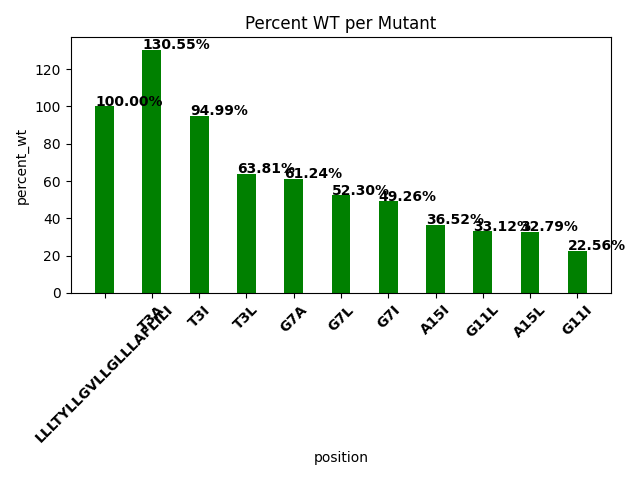 Percent WT per Mutant
percent_wt
120
100
80
60
40
20
0
100.00%
130.55%
94.99%
63.81%
61.24%
52.30%
49.26%
36.52%
33.12%
32.79%
22.56%
LLLTYLLGVLLGLLLAFLILI
T3A
T3I
T3L
G7A
G7L
G7I
A15I
G11L
A15L
G11I
position